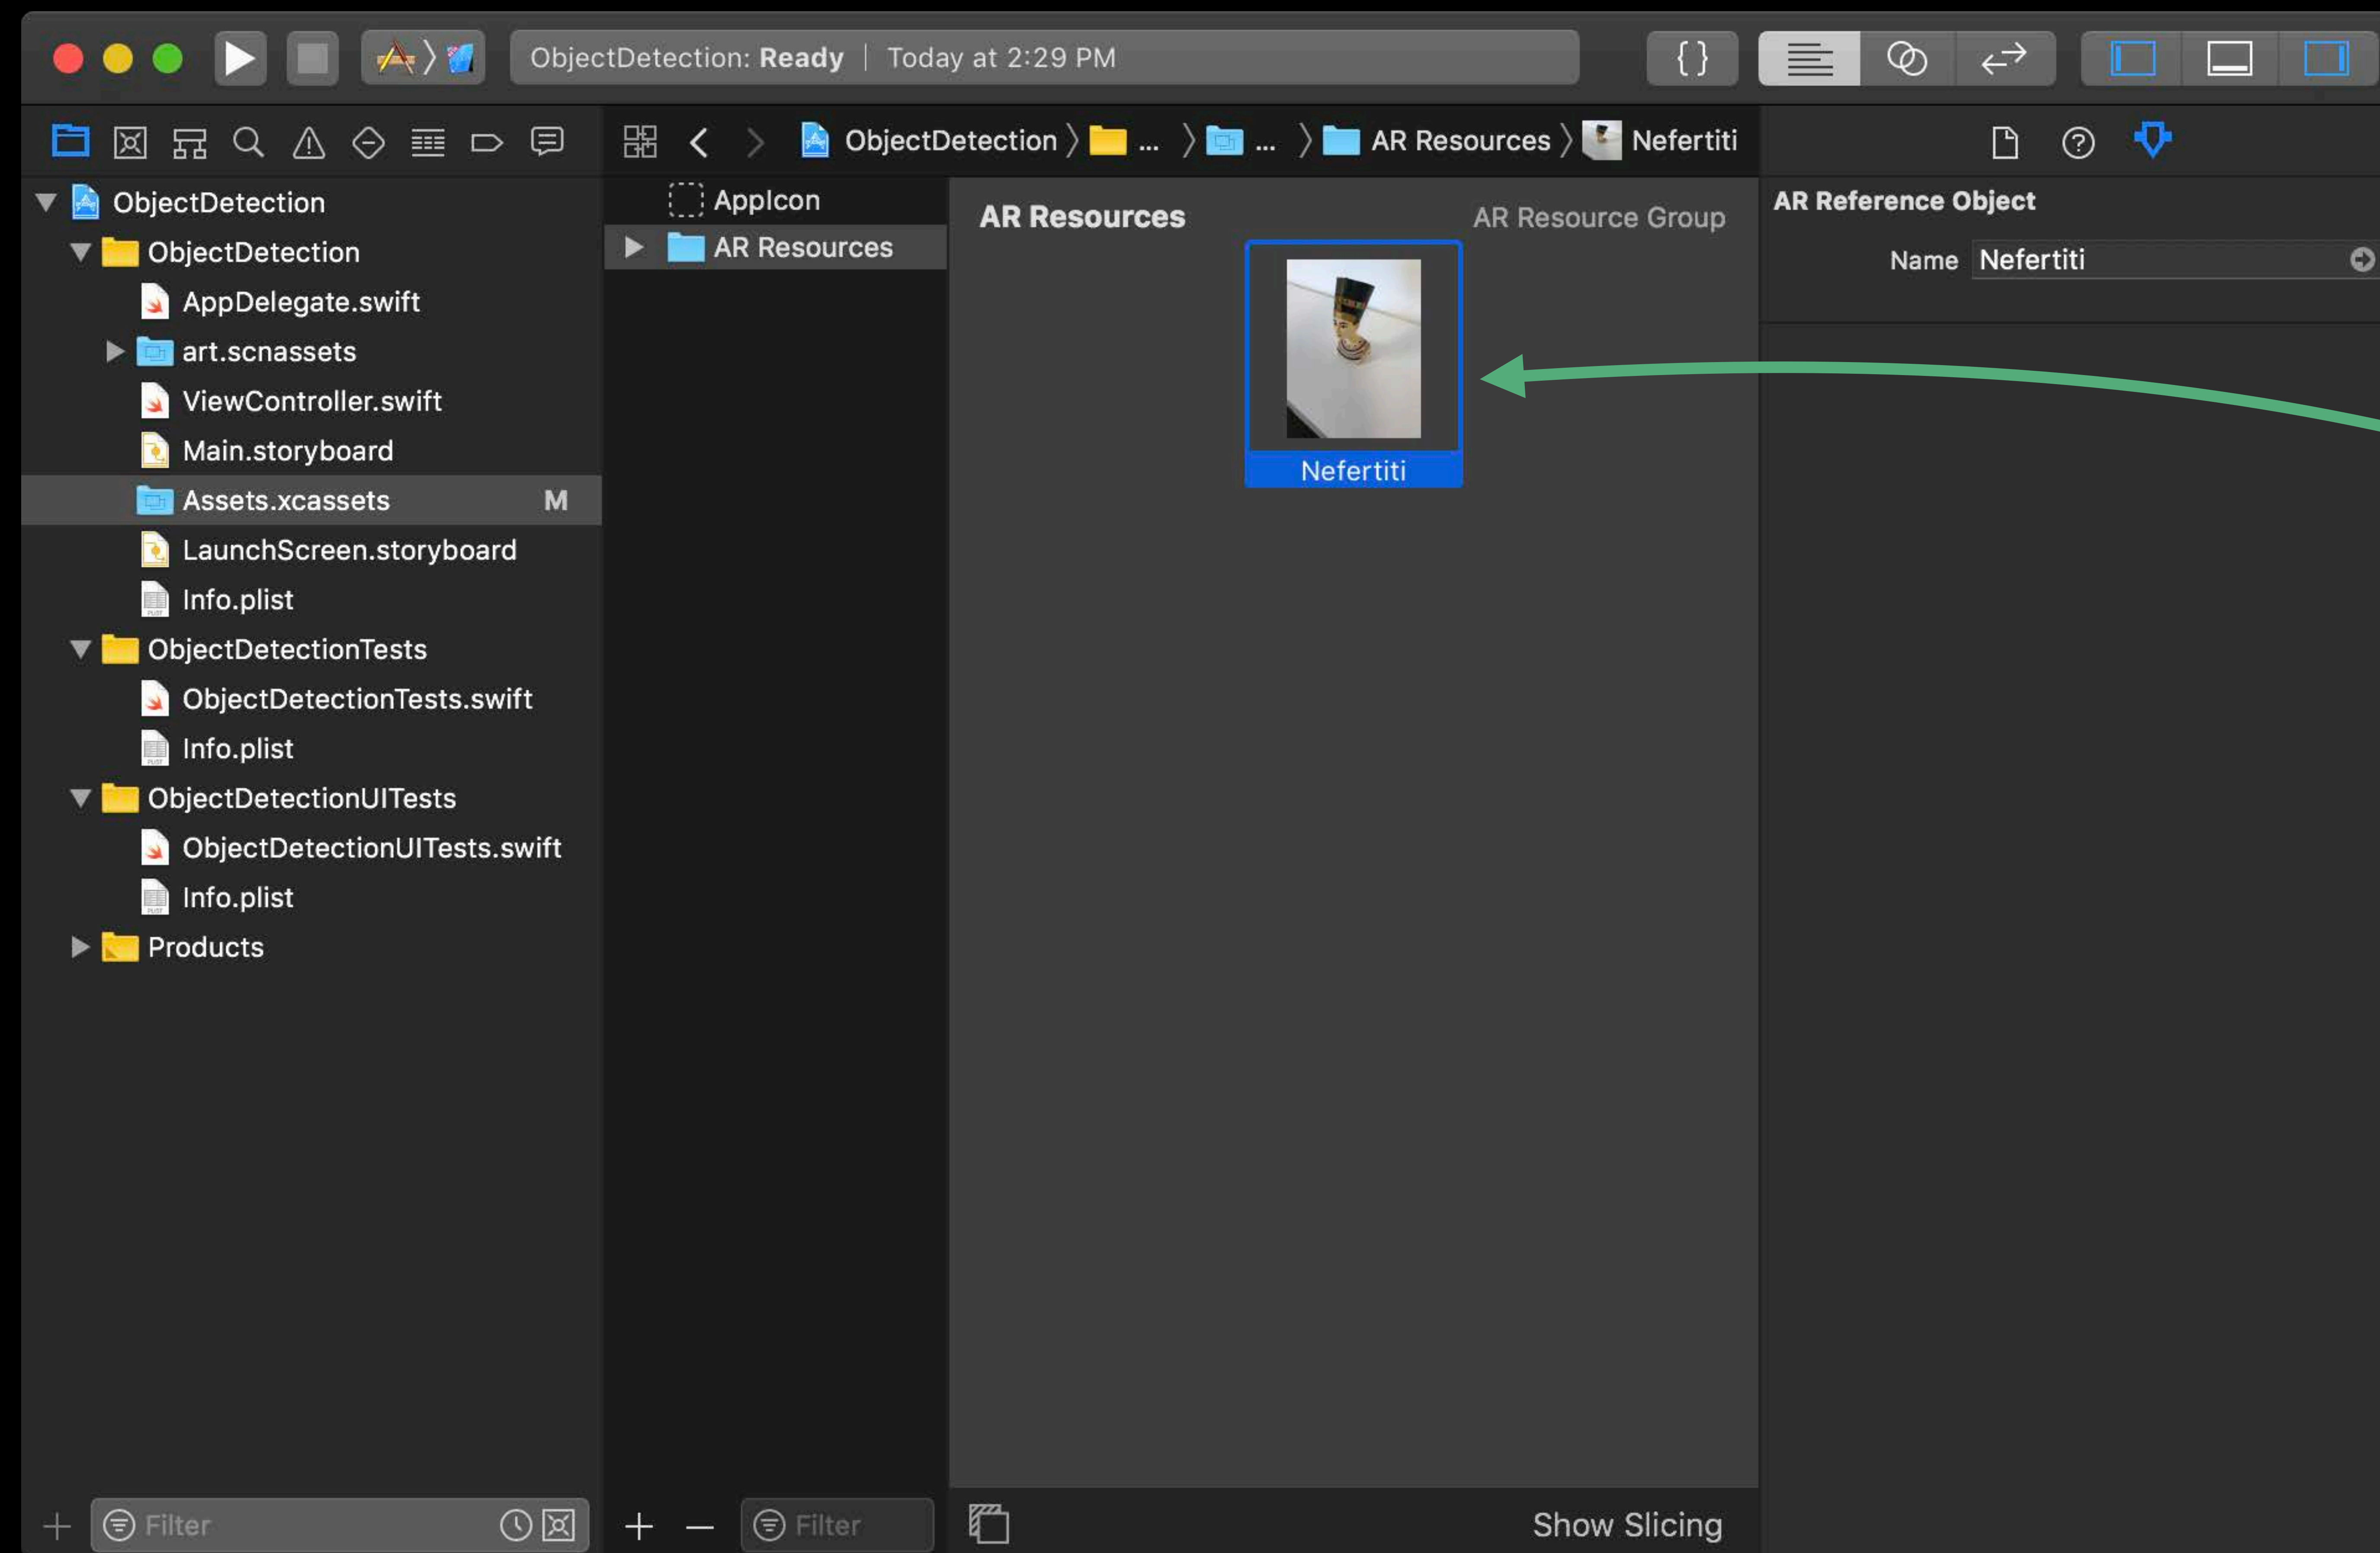 ObjectDetection: Ready | Today at 2:29 PM
{ }
ObjectDetection 〉 ... 〉 ... 〉 AR Resources 〉 Nefertiti
ObjectDetection
ObjectDetection
AppDelegate.swift
art.scnassets
ViewController.swift
Main.storyboard
Assets.xcassets M
LaunchScreen.storyboard
Info.plist
ObjectDetectionTests
ObjectDetectionTests.swift
Info.plist
ObjectDetectionUITests
ObjectDetectionUITests.swift
Info.plist
Products
Filter
AppIcon
AR Resources
Filter
AR Resources
AR Resource Group
Nefertiti
Show Slicing
AR Reference Object
Name Nefertiti